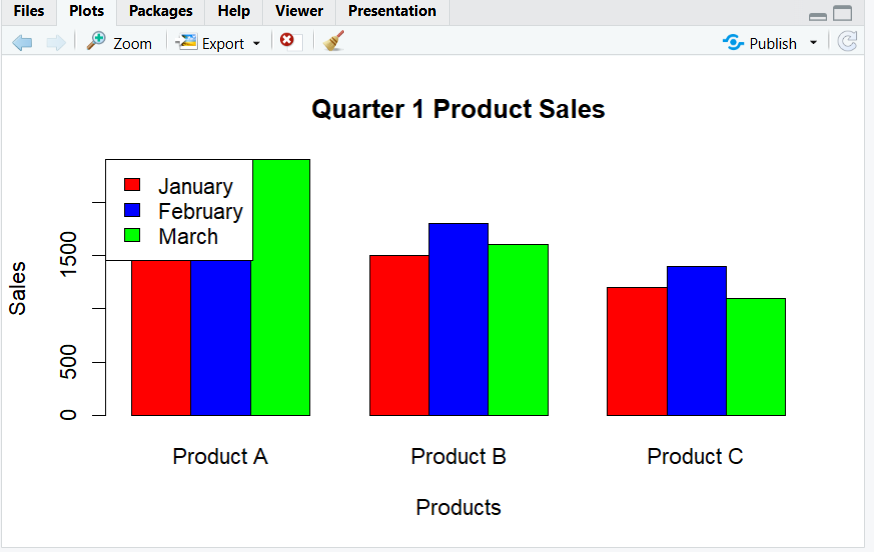 Files Plots Packages Help Viewer Presentation
Zoom Export Publish
Quarter 1 Product Sales
January
February
March
Sales
1500
500
0
Product A Product B Product C
Products